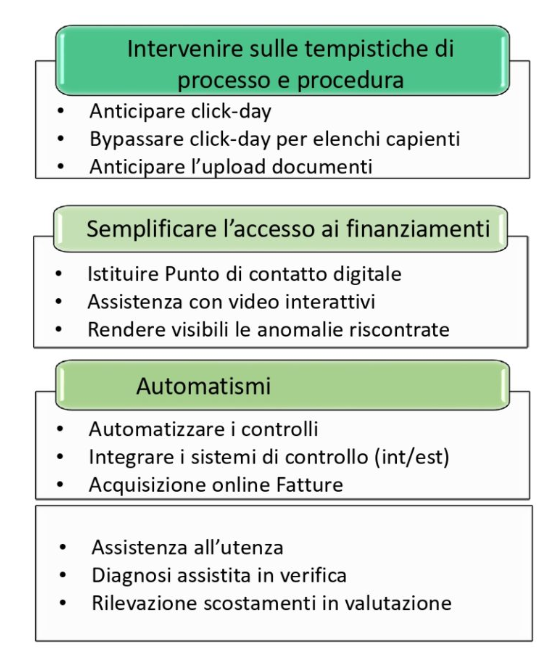 Intervenire sulle tempistiche di
processo e procedura
• Anticipare click-day
• Bypassare click-day per elenchi capienti
• Anticipare l’upload documenti
Semplificare l’accesso ai finanziamenti
• Istituire Punto di contatto digitale
• Assistenza con video interattivi
• Rendere visibili le anomalie riscontrate
Automatismi
• Automatizzare i controlli
• Integrare i sistemi di controllo (int/est)
• Acquisizione online Fatture
• Assistenza all’utenza
• Diagnosi assistita in verifica
• Rilevazione scostamenti in valutazione